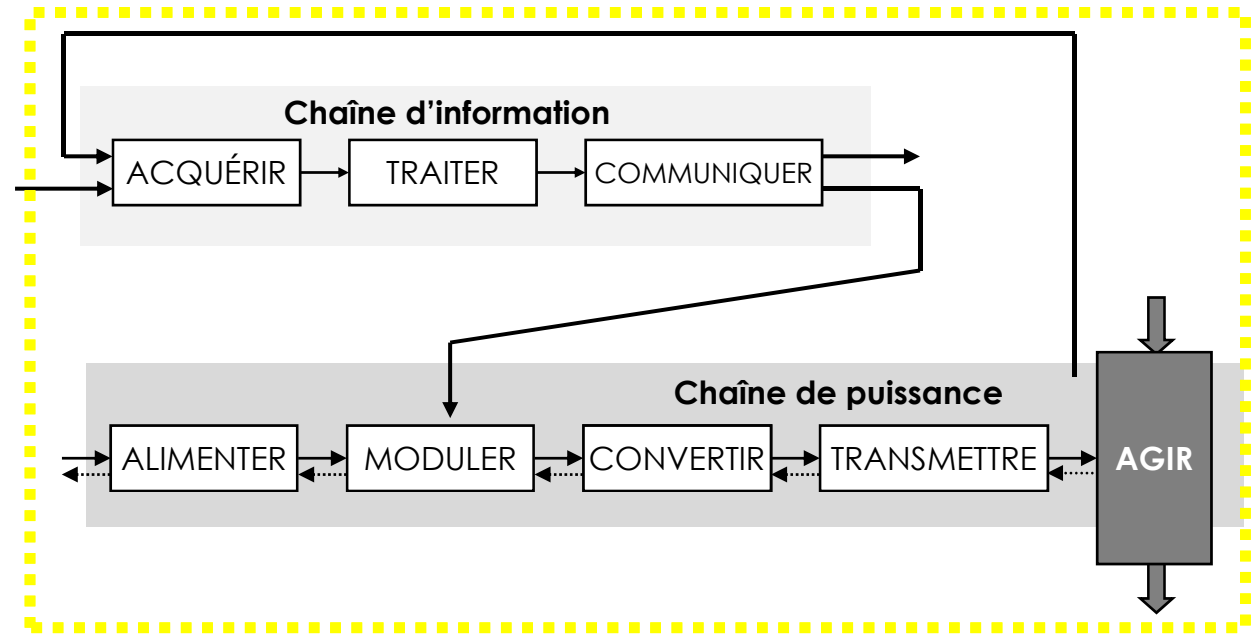 Chaîne d'information
ACQUÉRIR
TRAITER
COMMUNIQUER
Chaîne de puissance
ALIMENTER
MODULER
CONVERTIR
TRANSMETTRE
AGIR